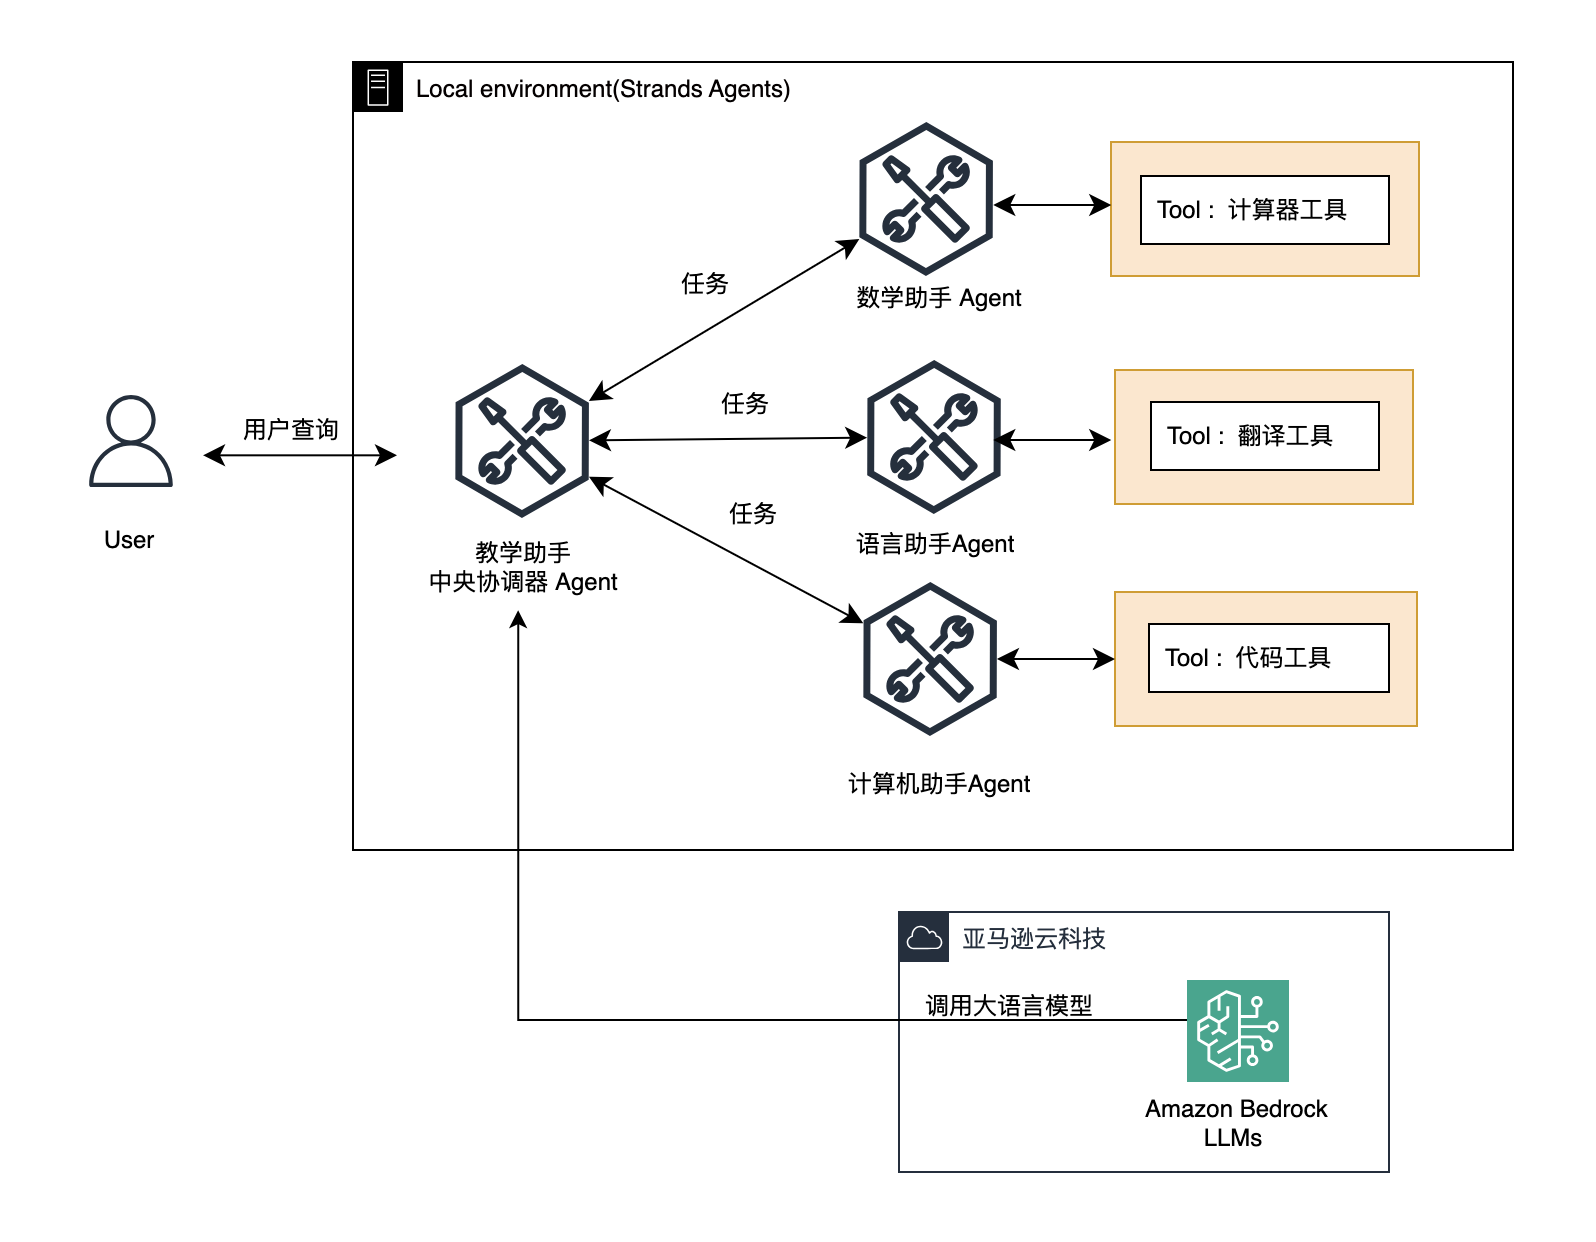 Local environment(Strands Agents)
Tool： 计算器工具
任务
数学助手 Agent
用户查询
任务
Tool： 翻译工具
User
教学助手
中央协调器 Agent
任务
语言助手Agent
Tool： 代码工具
计算机助手Agent
亚马逊云科技
调用大语言模型
Amazon Bedrock
LLMs